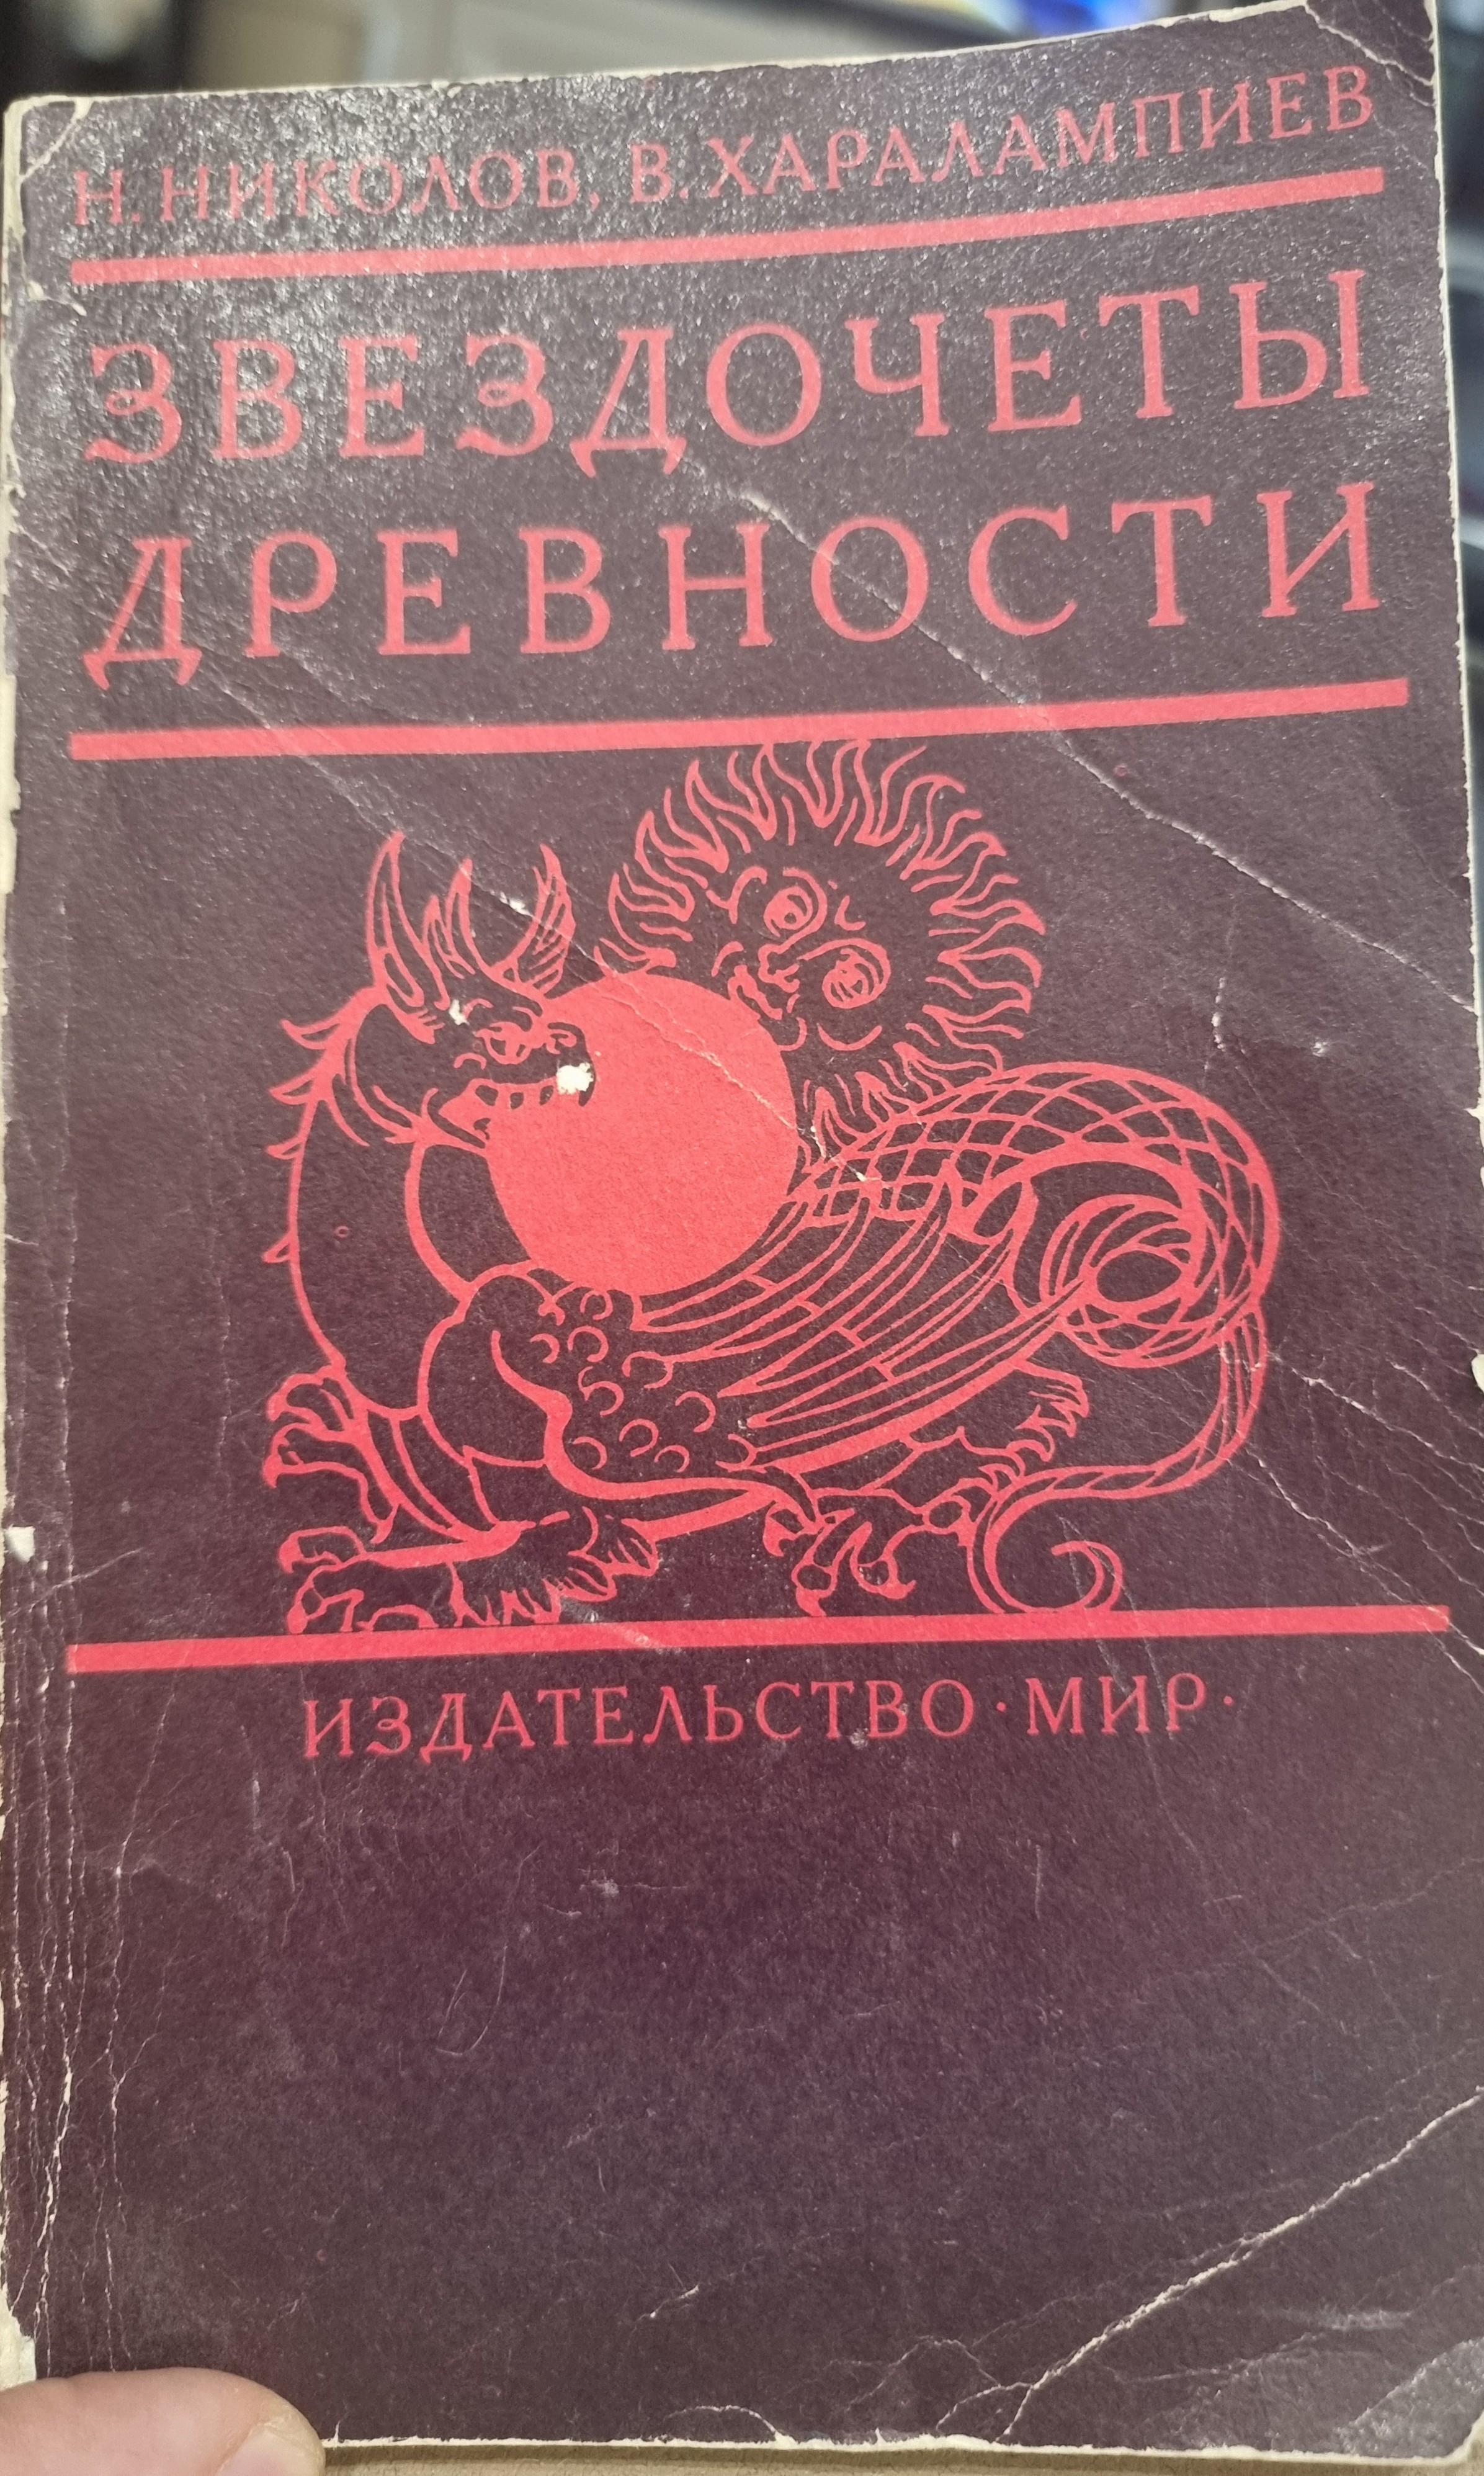 Н. НИКОЛОВ, В. ХАРАЛАМПИЕВ
ЗВЕЗДОЧЕТЫ
ДРЕВНОСТИ
ИЗДАТЕЛЬСТВО · МИР ·